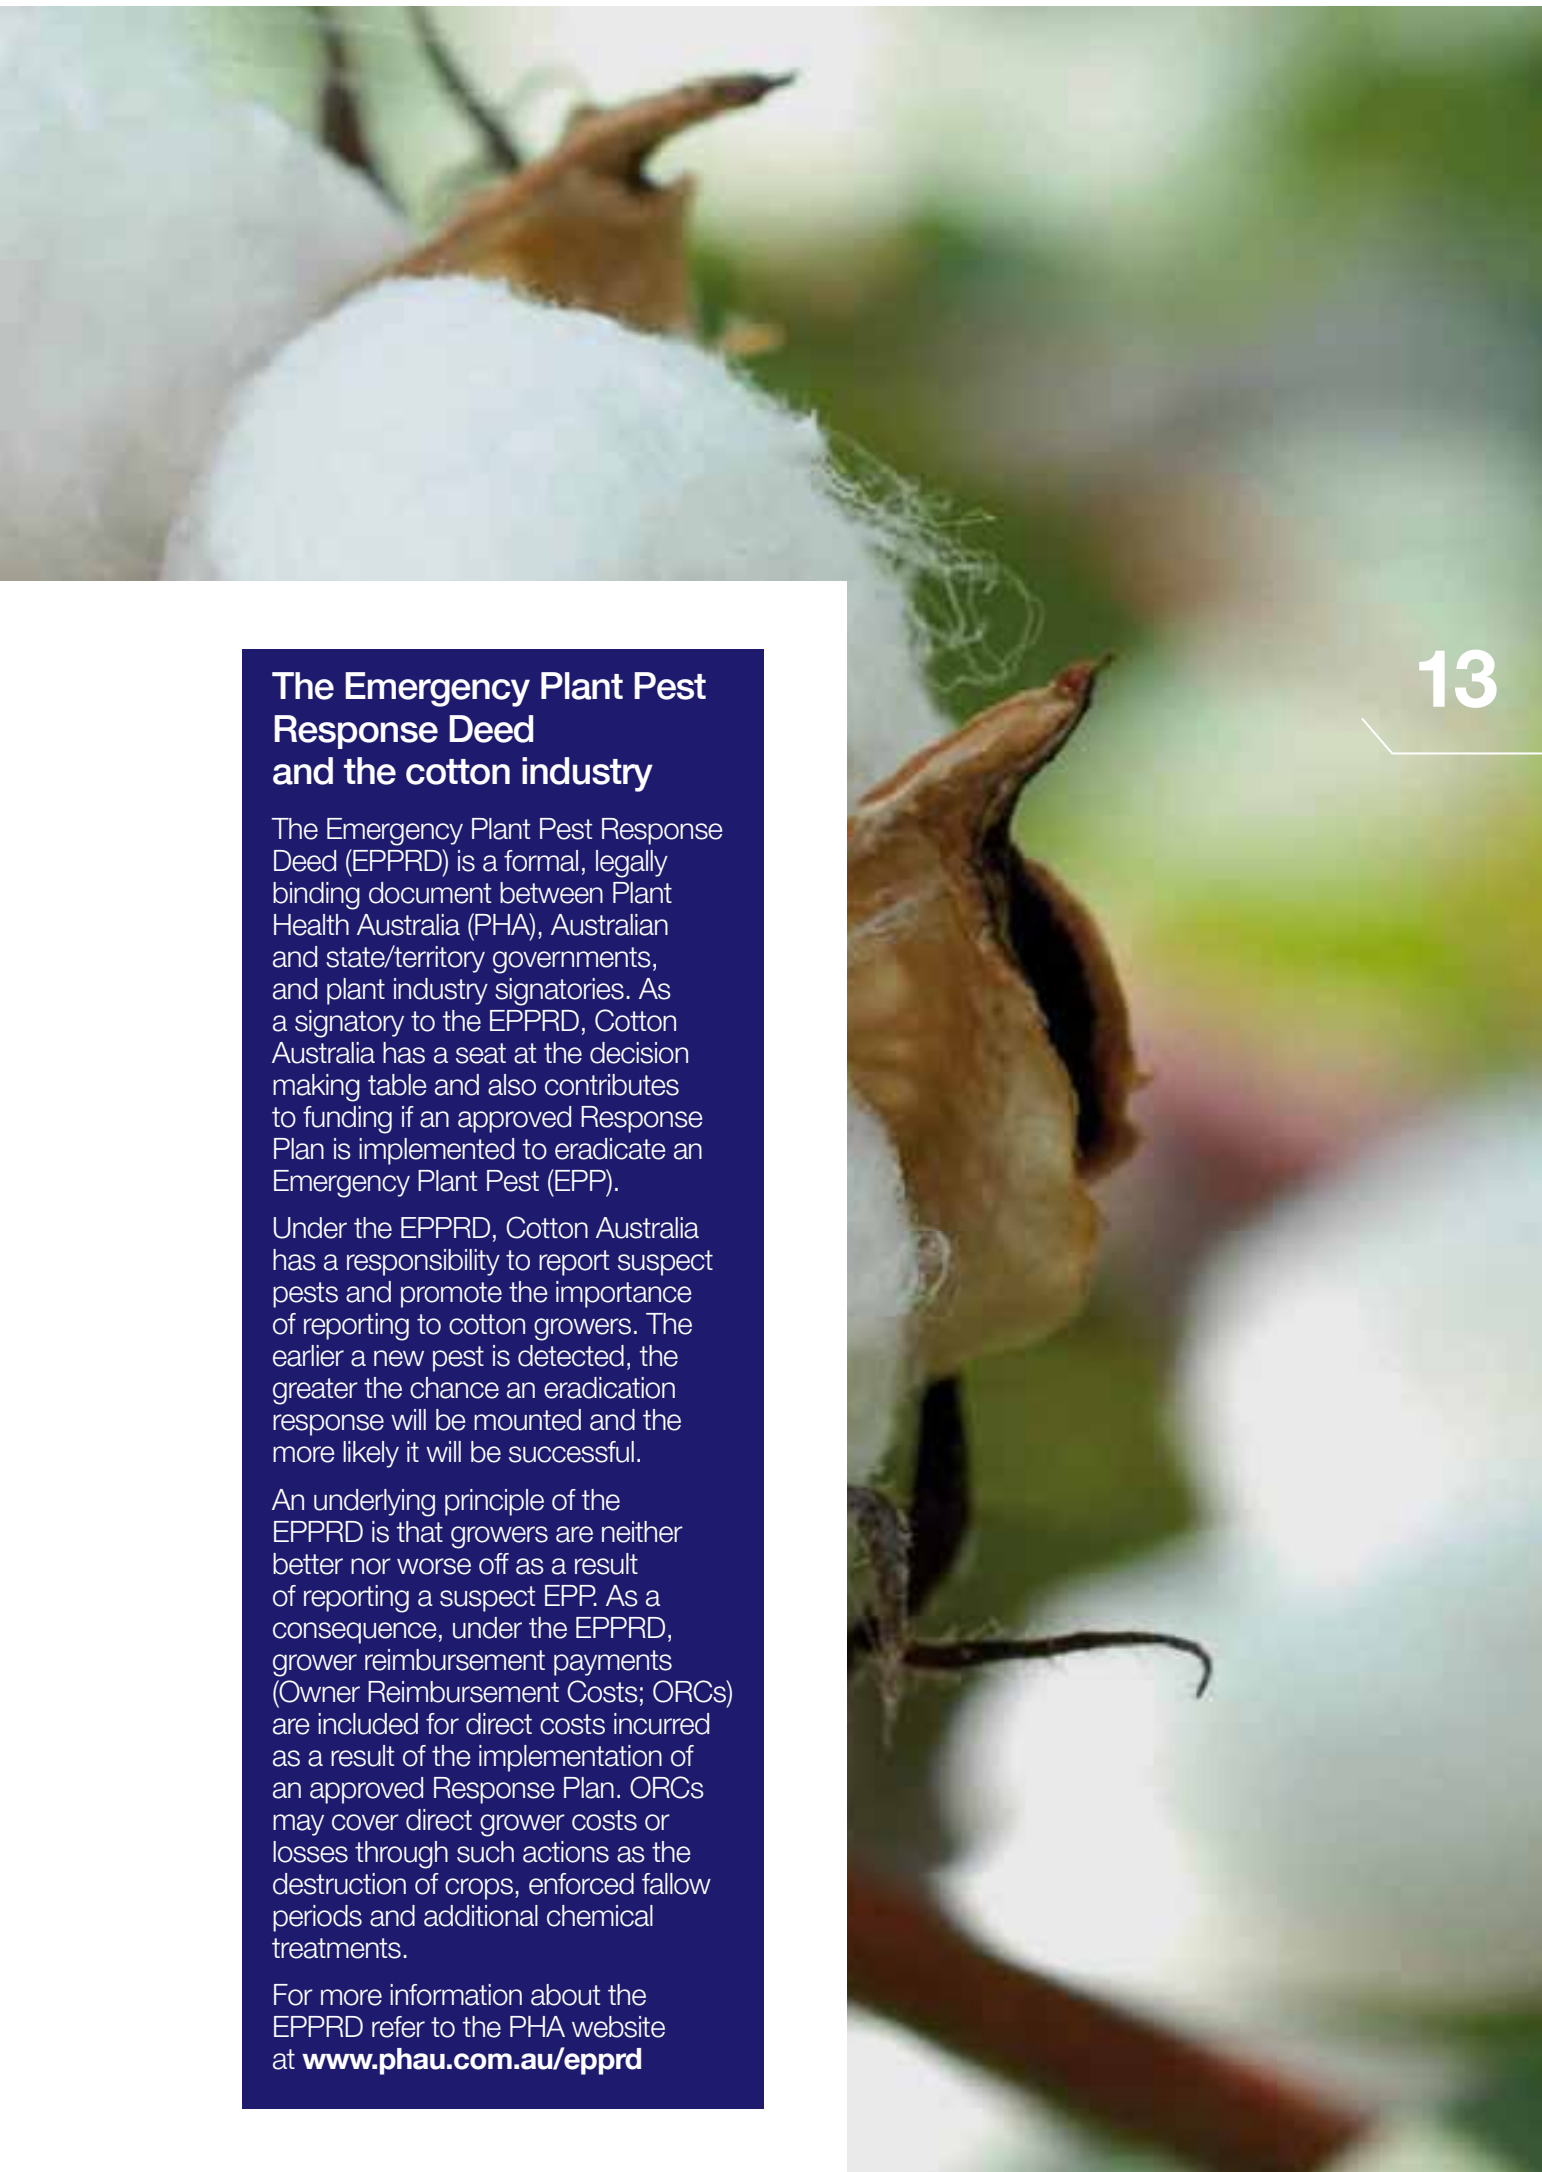 13
The Emergency Plant Pest
Response Deed
and the cotton industry
The Emergency Plant Pest Response
Deed (EPPRD) is a formal, legally
binding document between Plant
Health Australia (PHA), Australian
and state/territory governments,
and plant industry signatories. As
a signatory to the EPPRD, Cotton
Australia has a seat at the decision
making table and also contributes
to funding if an approved Response
Plan is implemented to eradicate an
Emergency Plant Pest (EPP).
Under the EPPRD, Cotton Australia
has a responsibility to report suspect
pests and promote the importance
of reporting to cotton growers. The
earlier a new pest is detected, the
greater the chance an eradication
response will be mounted and the
more likely it will be successful.
An underlying principle of the
EPPRD is that growers are neither
better nor worse off as a result
of reporting a suspect EPP. As a
consequence, under the EPPRD,
grower reimbursement payments
(Owner Reimbursement Costs; ORCs)
are included for direct costs incurred
as a result of the implementation of
an approved Response Plan. ORCs
may cover direct grower costs or
losses through such actions as the
destruction of crops, enforced fallow
periods and additional chemical
treatments.
For more information about the
EPPRD refer to the PHA website
at www.phau.com.au/epprd